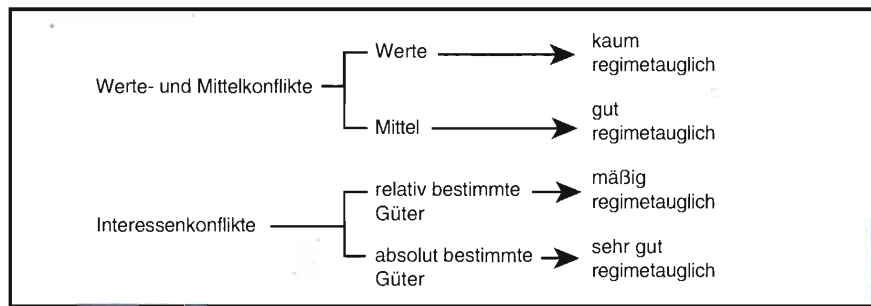 Werte- und Mittelkonflikte
Werte
kaum
regimetauglich
Mittel
gut
regimetauglich
Interessenkonflikte
relativ bestimmte
Güter
mäßig
regimetauglich
absolut bestimmte
Güter
sehr gut
regimetauglich